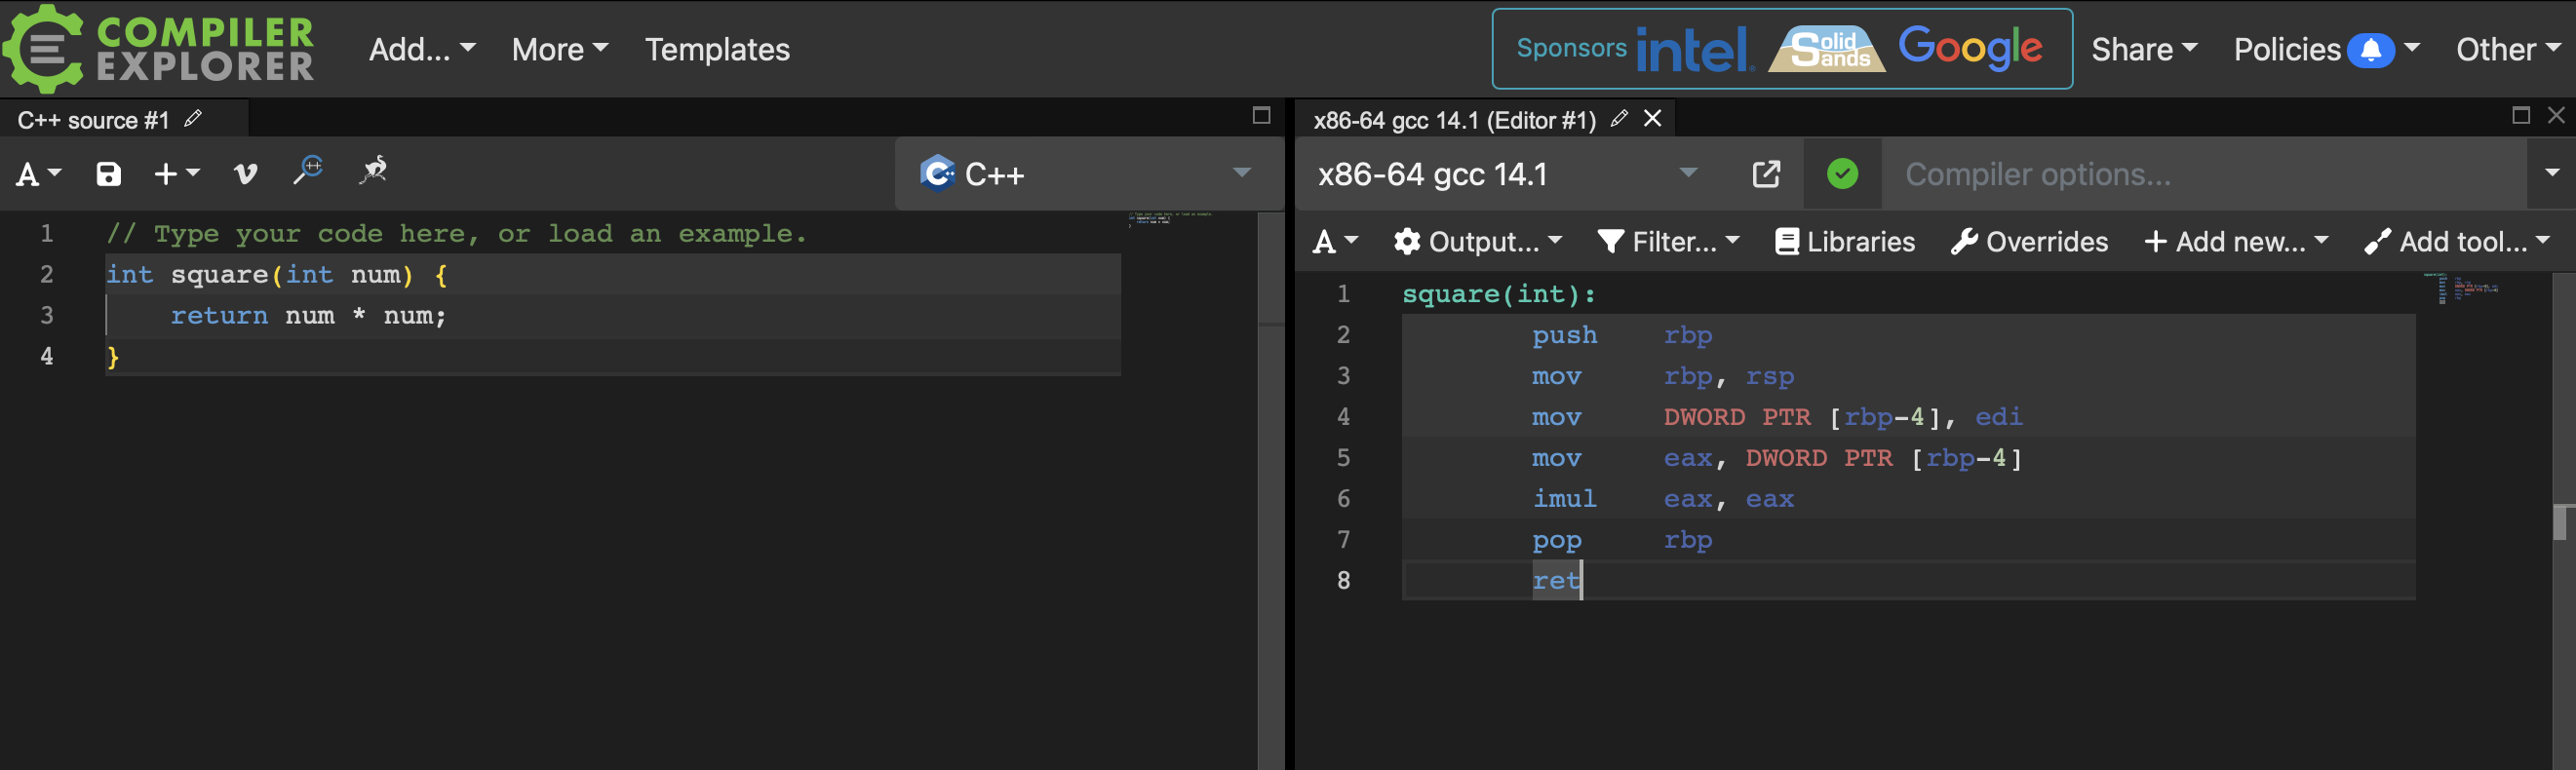 COMPILER
EXPLORER
Add...
More
Templates
Sponsors
intel.
Solid
Sands
Google
Share
Policies
Other
C++ source #1
A
C++
1 // Type your code here, or load an example.
2 int square(int num) {
3 return num * num;
4 }
x86-64 gcc 14.1 (Editor #1)
x86-64 gcc 14.1
Compiler options...
A
Output...
Filter...
Libraries
Overrides
Add new...
Add tool...
1 square(int):
2 push rbp
3 mov rbp, rsp
4 mov DWORD PTR [rbp-4], edi
5 mov eax, DWORD PTR [rbp-4]
6 imul eax, eax
7 pop rbp
8 ret